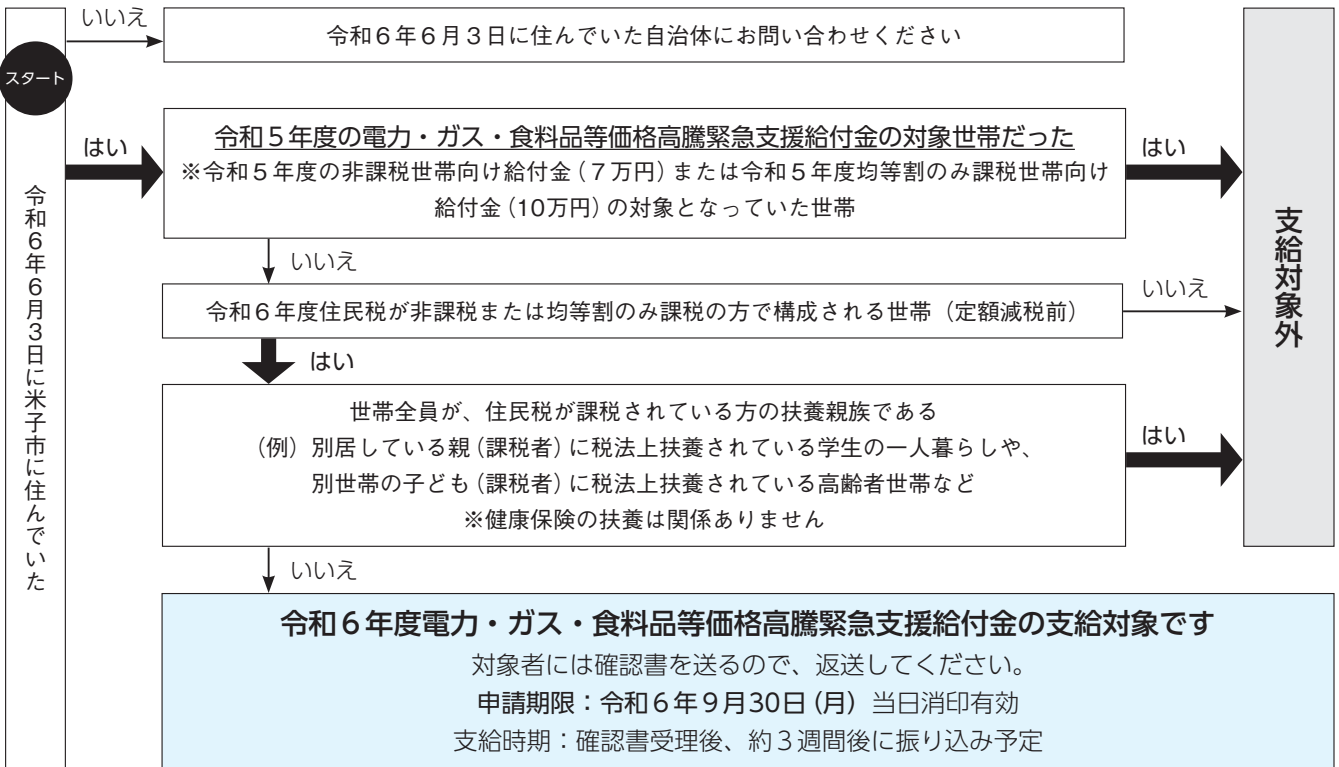 スタート
令和6年6月3日に米子市に住んでいた
いいえ
令和6年6月3日に住んでいた自治体にお問い合わせください
はい
令和5年度の電力・ガス・食料品等価格高騰緊急支援給付金の対象世帯だった
※令和5年度の非課税世帯向け給付金(7万円)または令和5年度均等割のみ課税世帯向け
給付金(10万円)の対象となっていた世帯
はい
いいえ
令和6年度住民税が非課税または均等割のみ課税の方で構成される世帯(定額減税前)
いいえ
はい
世帯全員が、住民税が課税されている方の扶養親族である
(例)別居している親(課税者)に税法上扶養されている学生の一人暮らしや、
別世帯の子ども(課税者)に税法上扶養されている高齢者世帯など
※健康保険の扶養は関係ありません
はい
支給対象外
いいえ
令和6年度電力・ガス・食料品等価格高騰緊急支援給付金の支給対象です
対象者には確認書を送るので、返送してください。
申請期限:令和6年9月30日(月)当日消印有効
支給時期:確認書受理後、約3週間後に振り込み予定